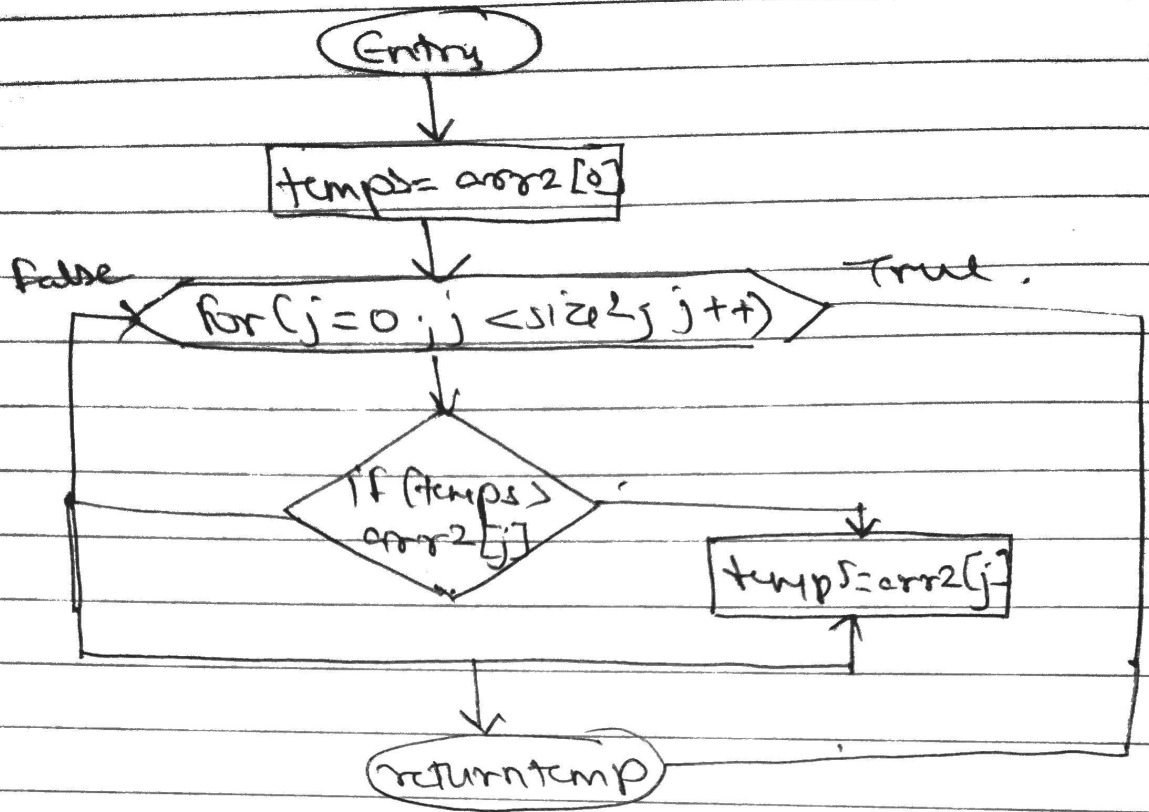 Entry
temps= arr2[0]
False
True.
for(j=0;j<size2; j++)
if (temps>
arr2[j]
temps=arr2[j]
returntemp